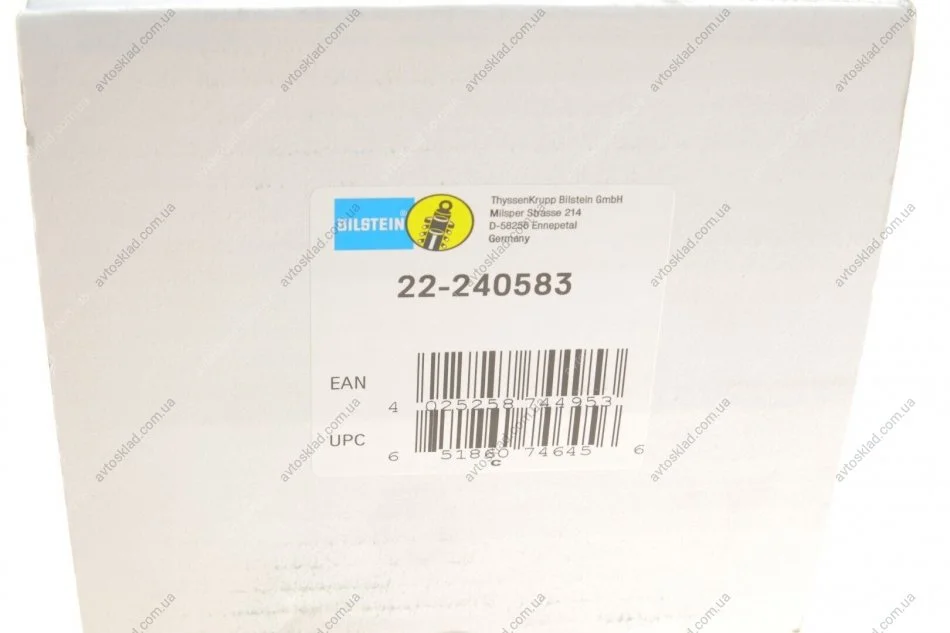 BILSTEIN®
ThyssenKrupp Bilstein GmbH
Milsper Strasse 214
D-58256 Ennepetal
Germany
22-240583
EAN
4 025258 744953
UPC
6 51860 74645 6
C
avtosklad.com.ua